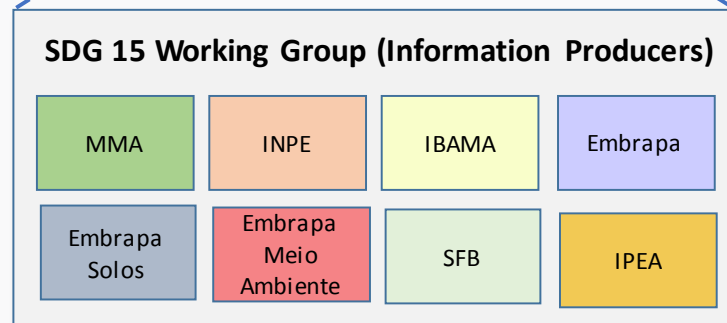 SDG 15 Working Group (Information Producers)
MMA
INPE
IBAMA
Embrapa
Embrapa
Solos
Embrapa
Meio
Ambiente
SFB
IPEA